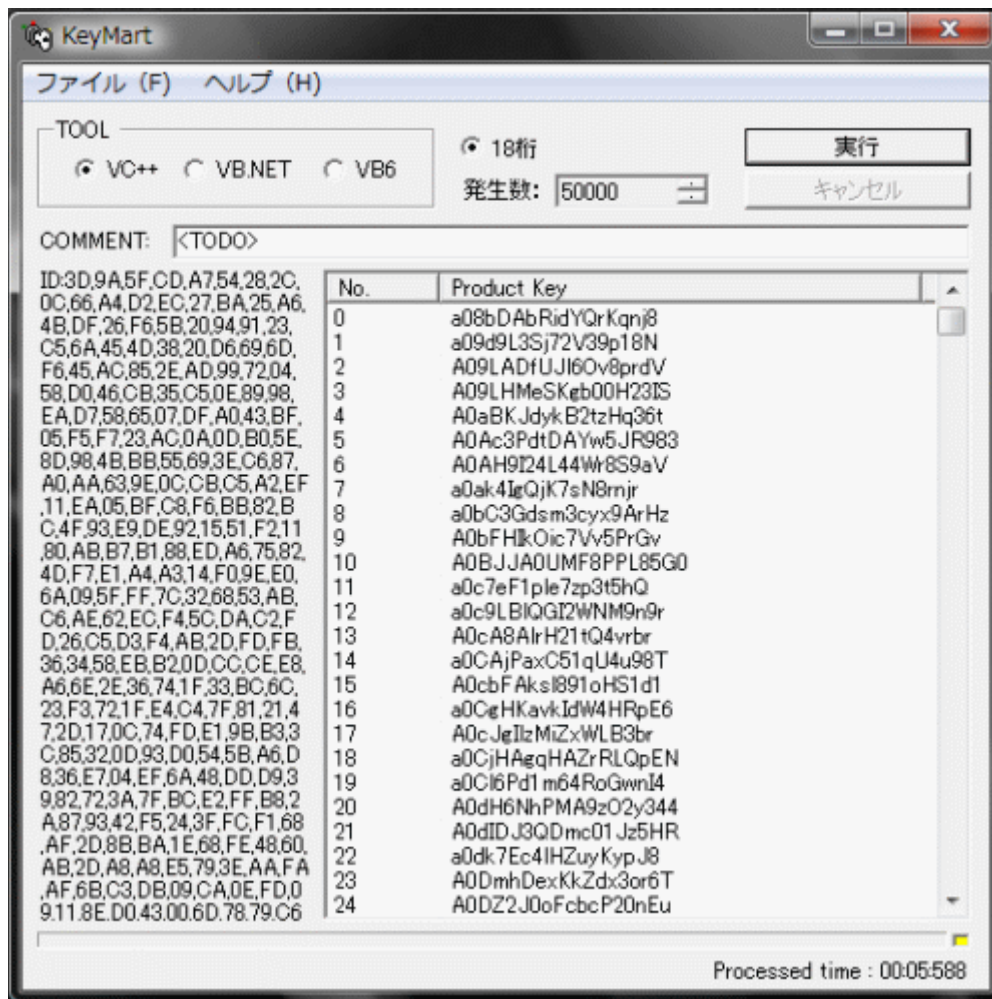 KeyMart
ファイル (F) ヘルプ (H)
TOOL
VC++ VB.NET VB6
18桁
発生数: 50000
実行
キャンセル
COMMENT: <TODO>
ID:3D,9A,5F,CD,A7,54,28,2C,
0C,66,A4,D2,EC,27,BA,25,A6,
4B,DF,26,F6,5B,20,94,91,23,
C5,6A,45,4D,38,20,D6,69,6D,
F6,45,AC,85,2E,AD,99,72,04,
58,D0,46,CB,35,C5,0E,89,98,
EA,D7,58,65,07,DF,A0,43,BF,
05,F5,F7,23,AC,0A,0D,B0,5E,
8D,98,4B,BB,55,69,3E,C6,87,
A0,AA,63,9E,0C,CB,C5,A2,EF
,11,EA,05,BF,C8,F6,BB,82,B
C,4F,93,E9,DE,92,15,51,F2,11
,80,AB,B7,B1,88,ED,A6,75,82,
4D,F7,E1,A4,A3,14,F0,9E,E0,
6A,09,5F,FF,7C,32,68,53,AB,
C6,AE,62,EC,F4,5C,DA,C2,F
D,26,C5,D3,F4,AB,2D,FD,FB,
36,34,58,EB,B2,0D,CC,CE,E8,
A6,6E,2E,36,74,1F,33,BC,6C,
23,F3,72,1F,E4,C4,7F,81,21,4
7,2D,17,0C,74,FD,E1,9B,B3,3
C,85,32,0D,93,D0,54,5B,A6,D
8,36,E7,04,EF,6A,48,DD,D9,3
9,82,72,3A,7F,BC,E2,FF,B8,2
A,87,93,42,F5,24,3F,FC,F1,68
,AF,2D,8B,BA,1E,68,FE,48,60,
AB,2D,A8,A8,E5,79,3E,AA,FA
,AF,6B,C3,DB,09,CA,0E,FD,0
9,11,8E,D0,43,00,6D,78,79,C6
No. Product Key
0 a08bDAbRidYQrKqnj8
1 a09d9L3Sj72V39p18N
2 A09LADfUJI6Ov8prdV
3 A09LHMeSKgb00H23IS
4 A0aBKJdykB2tzHq36t
5 A0Ac3PdtDAYw5JR983
6 A0AH9I24L44Wr8S9aV
7 a0ak4IgQjK7sN8rnjr
8 a0bC3Gdsm3cyx9ArHz
9 A0bFHIkOic7Vv5PrGv
10 A0BJJA0UMF8PPL85G0
11 a0c7eF1ple7zp3t5hQ
12 a0c9LBlQGI2WNM9n9r
13 A0cA8AlrH21tQ4vrbr
14 a0CAjPaxC51qU4u98T
15 A0cbFAksl891oHS1d1
16 a0CgHKavkIdW4HRpE6
17 A0cJgIlzMiZxWLB3br
18 a0CjHAgqHAZrRLQpEN
19 a0Cl6Pd1m64RoGwnI4
20 A0dH6NhPMA9zO2y344
21 A0dIDJ3QDmc01Jz5HR
22 a0dk7Ec4lHZuyKypJ8
23 A0DmhDexKkZdx3or6T
24 A0DZ2J0oFcbcP20nEu
Processed time : 00:05:588